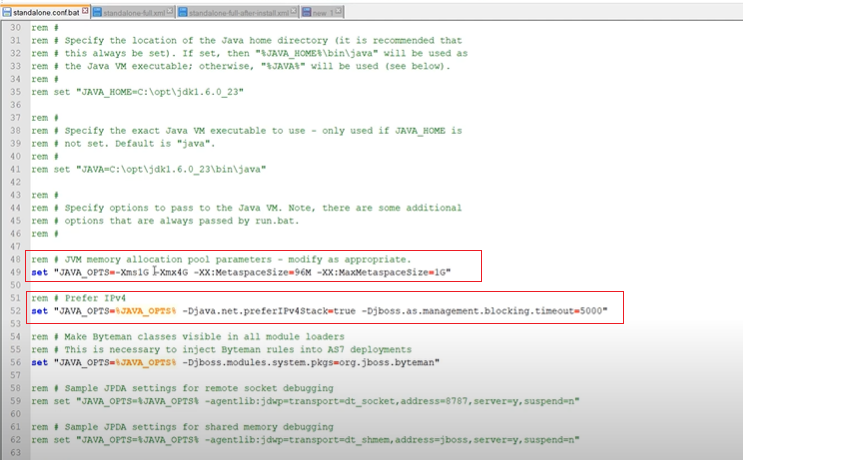 standalone.conf.bat standalone-full.xml standalone-full-after-install.xml new 1
30 rem #
31 rem # Specify the location of the Java home directory (it is recommended that
32 rem # this always be set). If set, then "%JAVA_HOME%\bin\java" will be used as
33 rem # the Java VM executable; otherwise, "%JAVA%" will be used (see below).
34 rem #
35 rem set "JAVA_HOME=C:\opt\jdk1.6.0_23"
36
37 rem #
38 rem # Specify the exact Java VM executable to use - only used if JAVA_HOME is
39 rem # not set. Default is "java".
40 rem #
41 rem set "JAVA=C:\opt\jdk1.6.0_23\bin\java"
42
43 rem #
44 rem # Specify options to pass to the Java VM. Note, there are some additional
45 rem # options that are always passed by run.bat.
46 rem #
47
48 rem # JVM memory allocation pool parameters - modify as appropriate.
49 set "JAVA_OPTS=-Xms1G -Xmx4G -XX:MetaspaceSize=96M -XX:MaxMetaspaceSize=1G"
50
51 rem # Prefer IPv4
52 set "JAVA_OPTS=%JAVA_OPTS% -Djava.net.preferIPv4Stack=true -Djboss.as.management.blocking.timeout=5000"
53
54 rem # Make Byteman classes visible in all module loaders
55 rem # This is necessary to inject Byteman rules into AS7 deployments
56 set "JAVA_OPTS=%JAVA_OPTS% -Djboss.modules.system.pkgs=org.jboss.byteman"
57
58 rem # Sample JPDA settings for remote socket debugging
59 rem set "JAVA_OPTS=%JAVA_OPTS% -agentlib:jdwp=transport=dt_socket,address=8787,server=y,suspend=n"
60
61 rem # Sample JPDA settings for shared memory debugging
62 rem set "JAVA_OPTS=%JAVA_OPTS% -agentlib:jdwp=transport=dt_shmem,address=jboss,server=y,suspend=n"
63